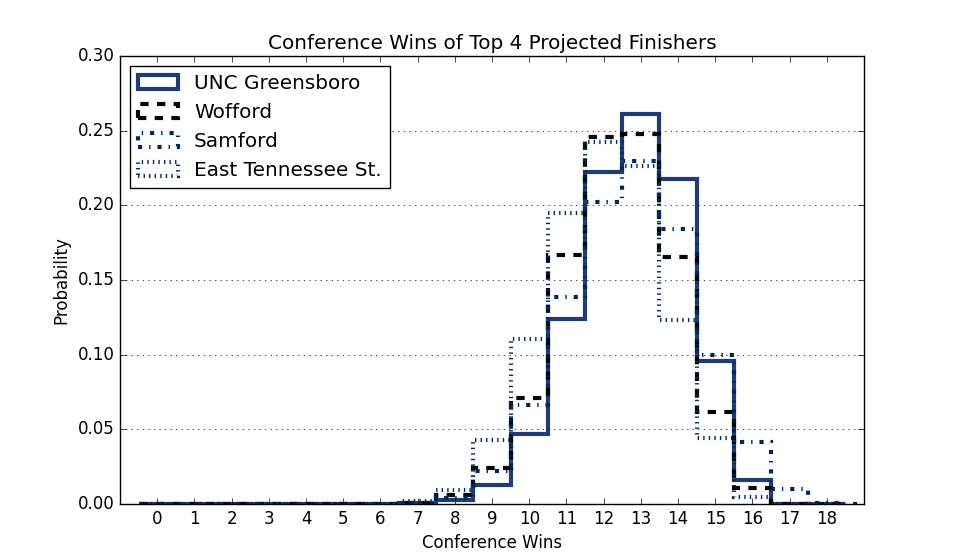 Conference Wins of Top 4 Projected Finishers
UNC Greensboro
Wofford
Samford
East Tennessee St.
Probability
0.30
0.25
0.20
0.15
0.10
0.05
0.00
0 1 2 3 4 5 6 7 8 9 10 11 12 13 14 15 16 17 18
Conference Wins